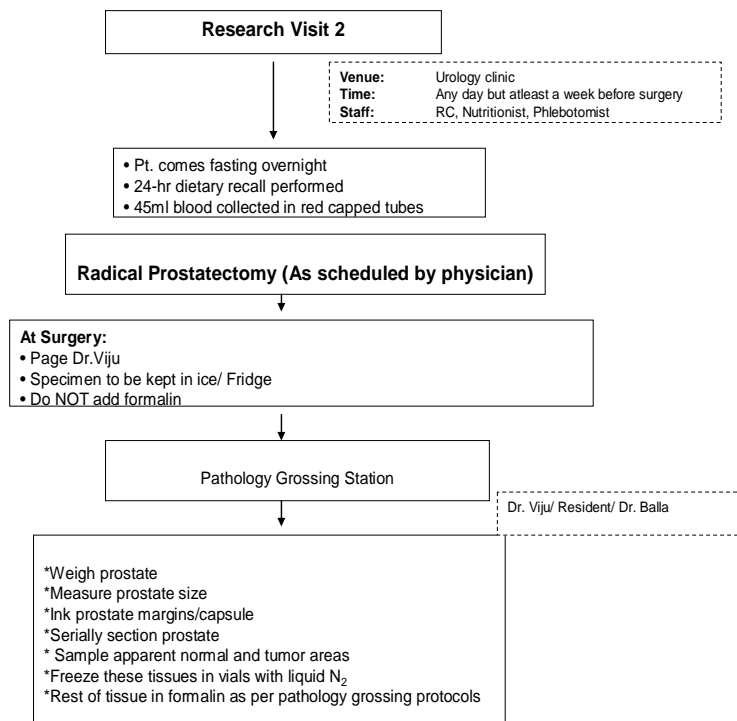 Research Visit 2
Venue: Urology clinic
Time: Any day but atleast a week before surgery
Staff: RC, Nutritionist, Phlebotomist
• Pt. comes fasting overnight
• 24-hr dietary recall performed
• 45ml blood collected in red capped tubes
Radical Prostatectomy (As scheduled by physician)
At Surgery:
• Page Dr.Viju
• Specimen to be kept in ice/ Fridge
• Do NOT add formalin
Pathology Grossing Station
Dr. Viju/ Resident/ Dr. Balla
*Weigh prostate
*Measure prostate size
*Ink prostate margins/capsule
*Serially section prostate
* Sample apparent normal and tumor areas
*Freeze these tissues in vials with liquid N₂
*Rest of tissue in formalin as per pathology grossing protocols